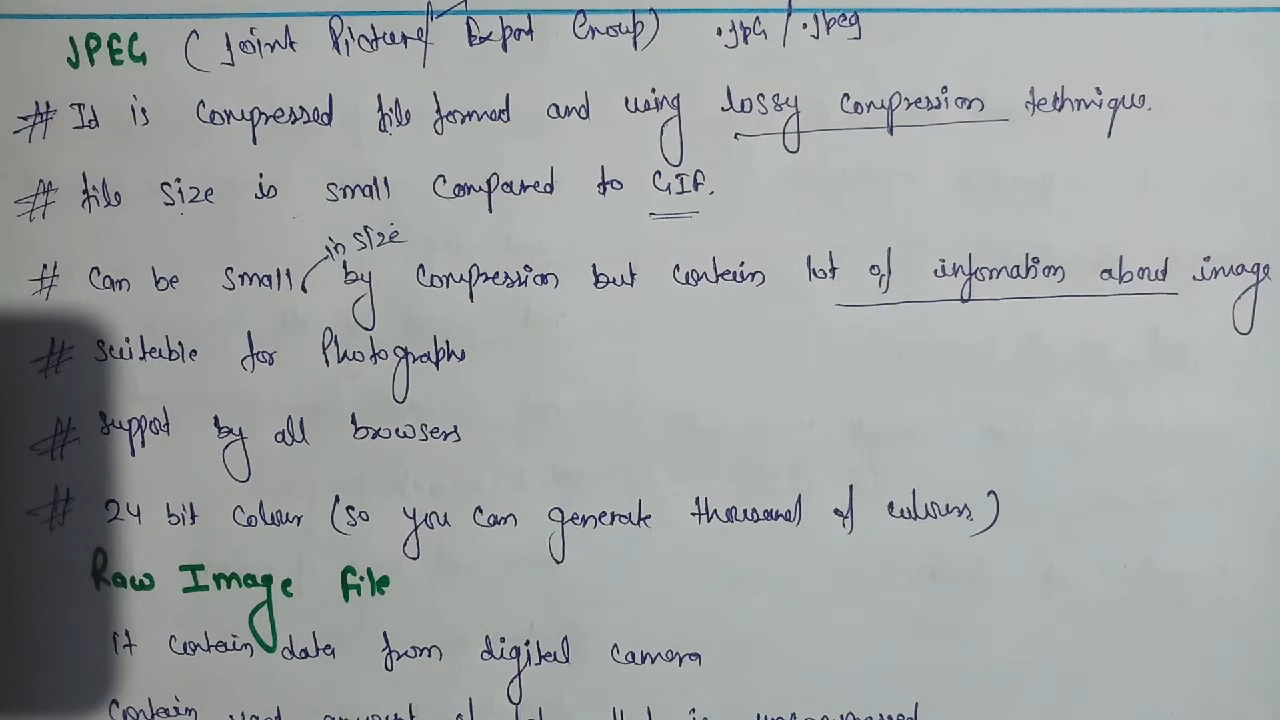 JPEG (Joint Picture/ Expert Group) .JPG / .Jpeg
# It is compressed file format and using lossy compression technique.
# file size is small compared to GIF.
in size
# Can be small by compression but contain lot of infomation about image
# Suitable for Photographs
# Support by all browsers
# 24 bit colour (so you can generate thousand of colours)
Raw Image File
It contain data from digital camera
Contain